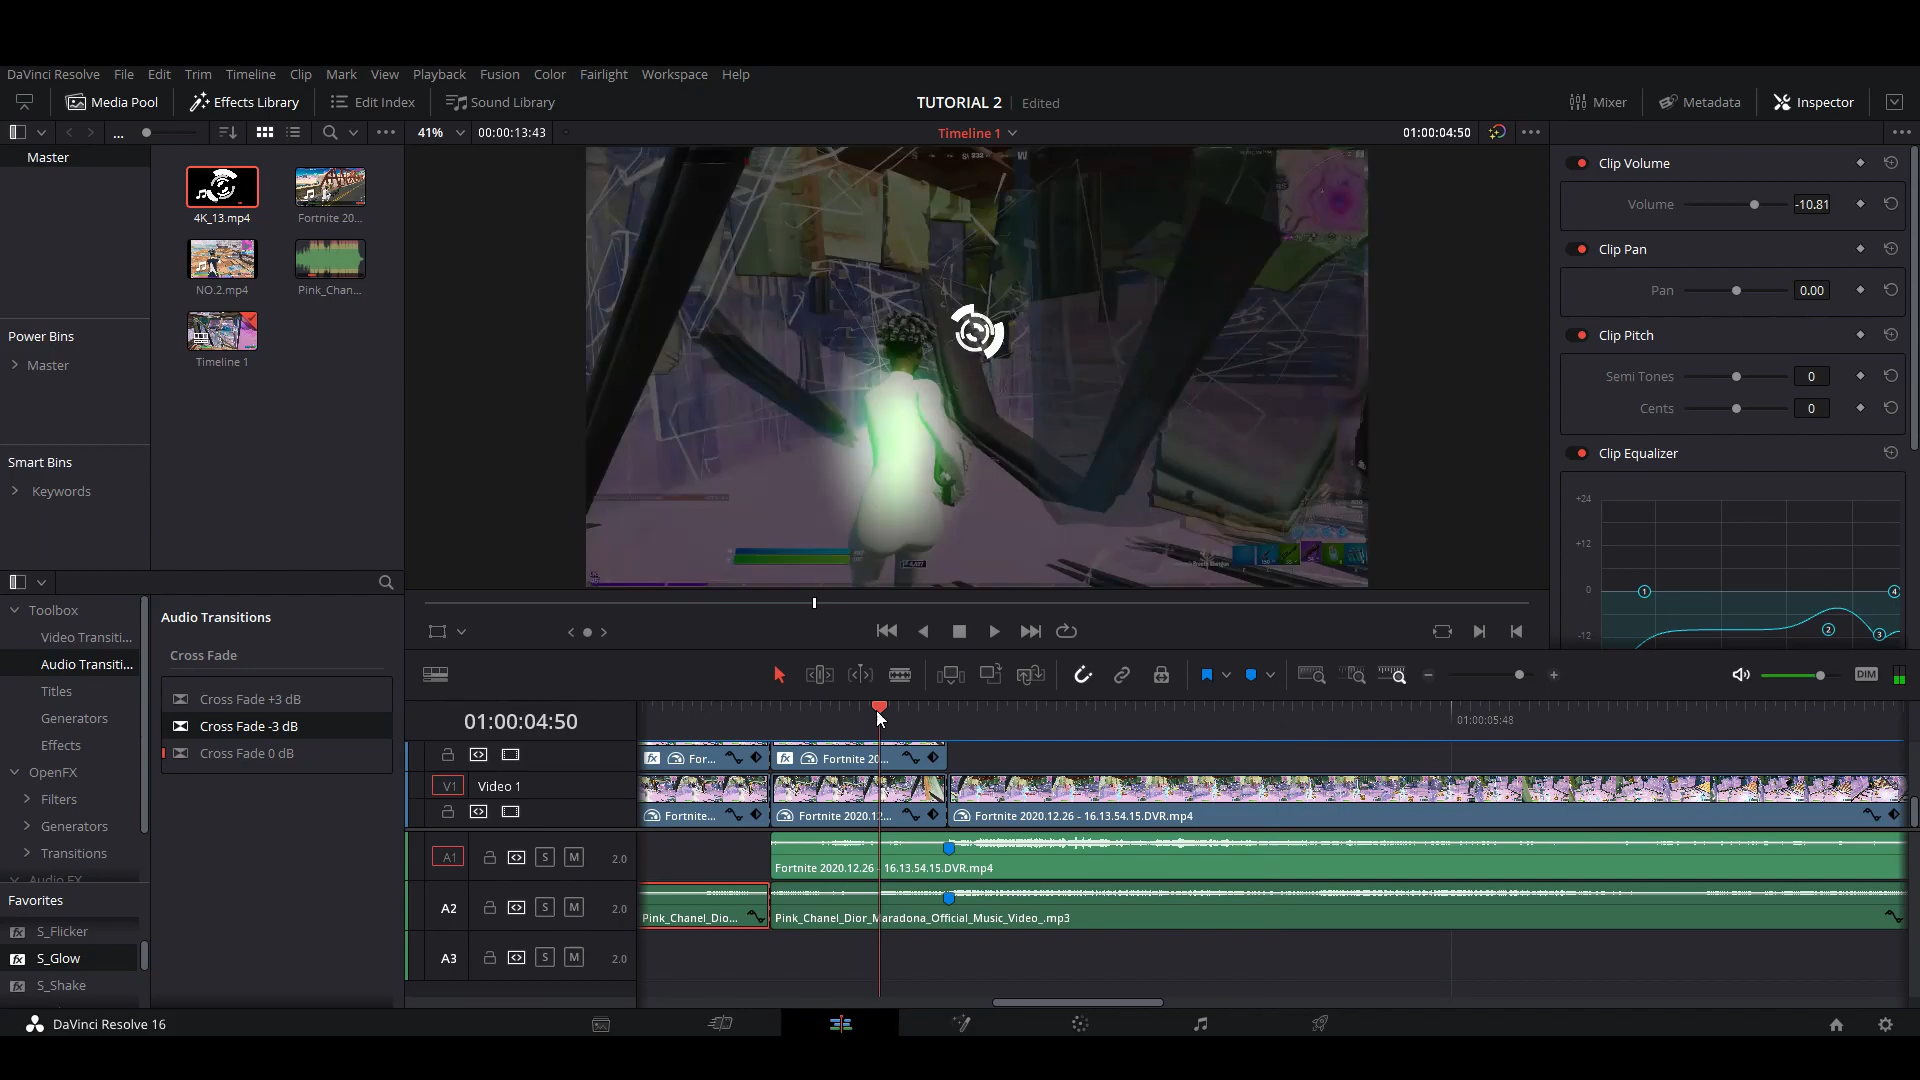 DaVinci Resolve File Edit Trim Timeline Clip Mark View Playback Fusion Color Fairlight Workspace Help
Media Pool Effects Library Edit Index Sound Library TUTORIAL 2 Edited Mixer Metadata Inspector
... 41% 00:00:13:43 Timeline 1 01:00:04:50
Master
4K_13.mp4 Fortnite 20...
NO.2.mp4 Pink_Chan...
Timeline 1
Power Bins
Master
Smart Bins
Keywords
Clip Volume
Volume -10.81
Clip Pan
Pan 0.00
Clip Pitch
Semi Tones 0
Cents 0
Clip Equalizer
+24
+12
0
-12
1
2
3
4
Toolbox
Video Transiti...
Audio Transiti...
Titles
Generators
Effects
OpenFX
Filters
Generators
Transitions
Audio FX
Favorites
S_Flicker
S_Glow
S_Shake
Audio Transitions
Cross Fade
Cross Fade +3 dB
Cross Fade -3 dB
Cross Fade 0 dB
DIM
01:00:04:50 01:00:05:48
For... Fortnite 20...
V1 Video 1
Fortnite... Fortnite 2020.12... Fortnite 2020.12.26 - 16.13.54.15.DVR.mp4
A1 S M 2.0
Fortnite 2020.12.26 - 16.13.54.15.DVR.mp4
A2 S M 2.0
Pink_Chanel_Dio... Pink_Chanel_Dior_Maradona_Official_Music_Video_.mp3
A3 S M 2.0
DaVinci Resolve 16